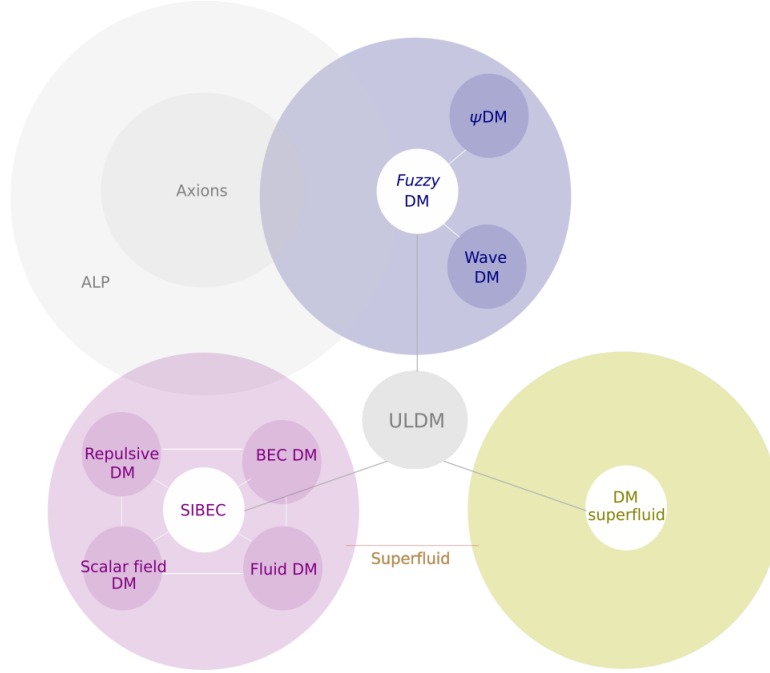 ψDM
Axions
Fuzzy
DM
Wave
DM
ALP
ULDM
Repulsive
DM
BEC DM
SIBEC
DM
superfluid
Superfluid
Scalar field
DM
Fluid DM